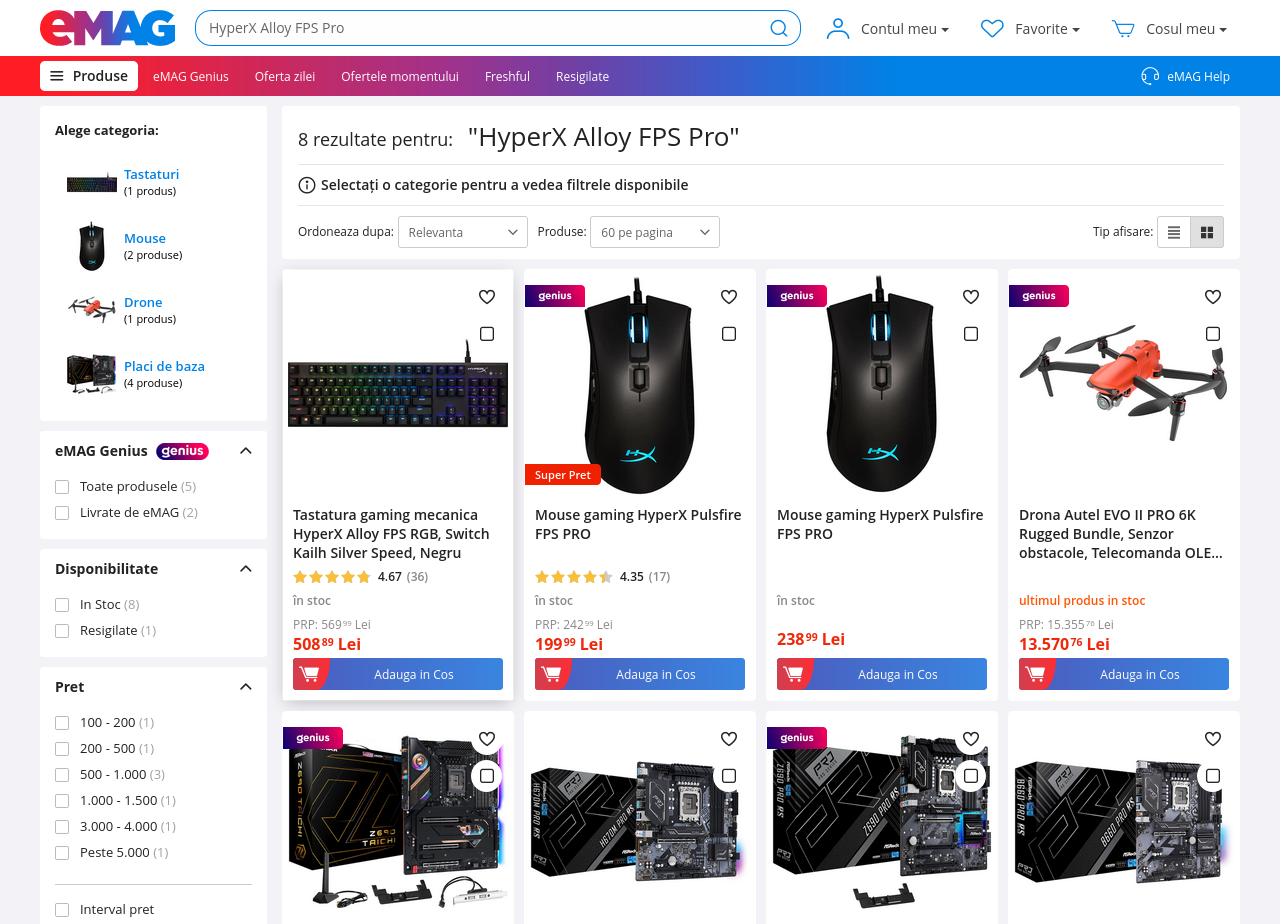 eMAG
HyperX Alloy FPS Pro
Contul meu
Favorite
Cosul meu
Produse
eMAG Genius
Oferta zilei
Ofertele momentului
Freshful
Resigilate
eMAG Help
Alege categoria:
Tastaturi
(1 produs)
Mouse
(2 produse)
Drone
(1 produs)
Placi de baza
(4 produse)
eMAG Genius genius
Toate produsele (5)
Livrate de eMAG (2)
Disponibilitate
In Stoc (8)
Resigilate (1)
Pret
100 - 200 (1)
200 - 500 (1)
500 - 1.000 (3)
1.000 - 1.500 (1)
3.000 - 4.000 (1)
Peste 5.000 (1)
Interval pret
8 rezultate pentru: "HyperX Alloy FPS Pro"
Selectați o categorie pentru a vedea filtrele disponibile
Ordoneaza dupa: Relevanta
Produse: 60 pe pagina
Tip afisare:
Tastatura gaming mecanica
HyperX Alloy FPS RGB, Switch
Kailh Silver Speed, Negru
4.67 (36)
în stoc
PRP: 569 99 Lei
508 89 Lei
Adauga in Cos
genius
Super Pret
Mouse gaming HyperX Pulsfire
FPS PRO
4.35 (17)
în stoc
PRP: 242 99 Lei
199 99 Lei
Adauga in Cos
genius
Mouse gaming HyperX Pulsfire
FPS PRO
în stoc
238 99 Lei
Adauga in Cos
genius
Drona Autel EVO II PRO 6K
Rugged Bundle, Senzor
obstacole, Telecomanda OLE...
ultimul produs in stoc
PRP: 15.355 76 Lei
13.570 76 Lei
Adauga in Cos
genius
Z690
TAICHI
PRO
H670M PRO RS
genius
PRO
Z690 PRO RS
PRO
B660 PRO RS